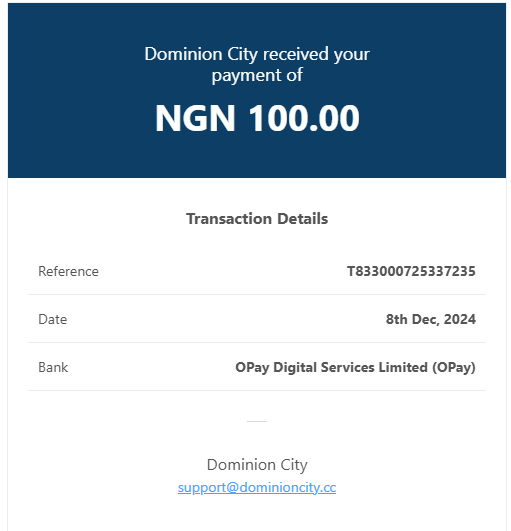 Dominion City received your
payment of
NGN 100.00
Transaction Details
Reference T833000725337235
Date 8th Dec, 2024
Bank OPay Digital Services Limited (OPay)
Dominion City
support@dominioncity.cc